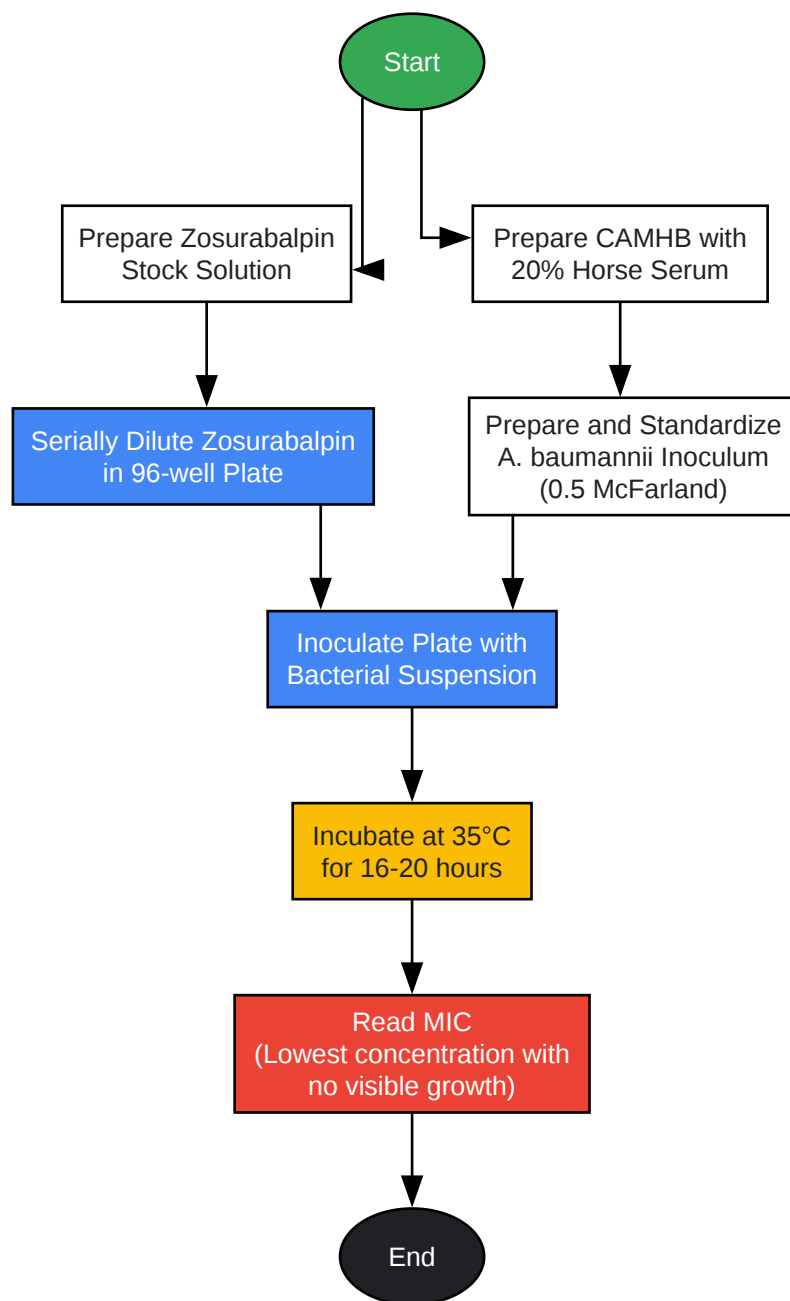 Start
Prepare Zosurabalpin
Stock Solution
Prepare CAMHB with
20% Horse Serum
Serially Dilute Zosurabalpin
in 96-well Plate
Prepare and Standardize
A. baumannii Inoculum
(0.5 McFarland)
Inoculate Plate with
Bacterial Suspension
Incubate at 35°C
for 16-20 hours
Read MIC
(Lowest concentration with
no visible growth)
End